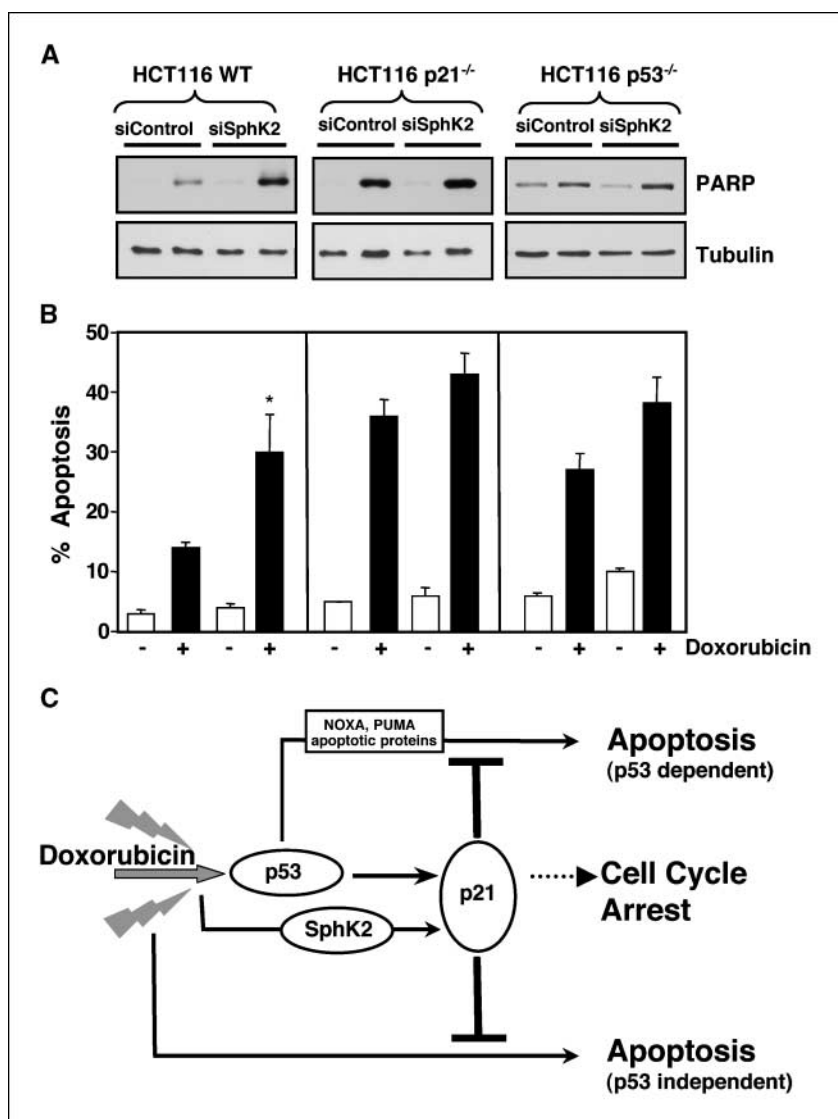 A
HCT116 WT HCT116 p21-/- HCT116 p53-/-
siControl siSphK2 siControl siSphK2 siControl siSphK2
PARP
Tubulin
B
50
40
30
20
10
0
% Apoptosis
*
- + - + - + - + - + - + Doxorubicin
C
NOXA, PUMA
apoptotic proteins
Apoptosis
(p53 dependent)
Doxorubicin
p53
p21
Cell Cycle
Arrest
SphK2
Apoptosis
(p53 independent)